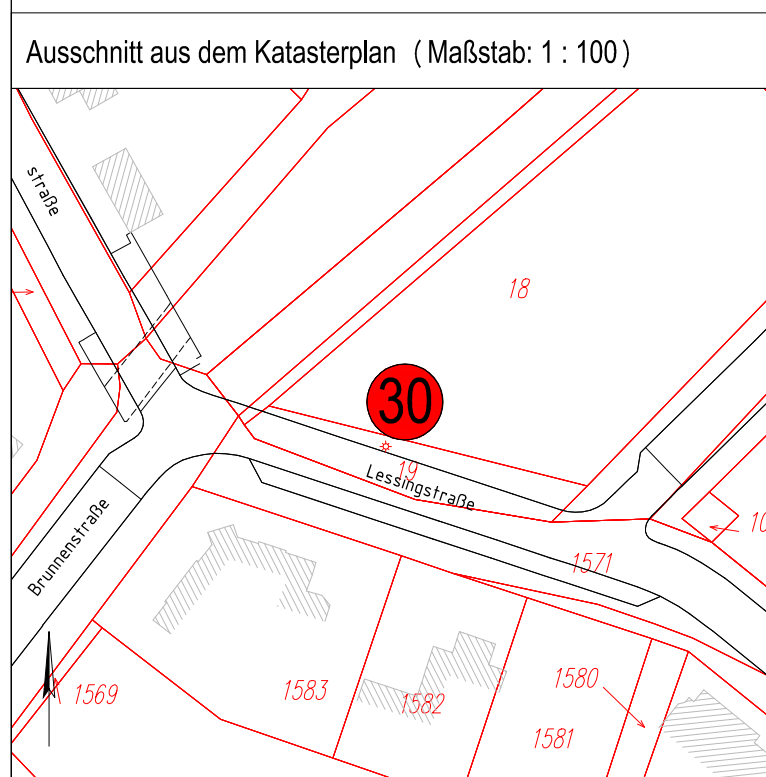 Ausschnitt aus dem Katasterplan (Maßstab: 1 : 100)
straße
18
30
19
Lessingstraße
10
1571
Brunnenstraße
1569
1583
1582
1580
1581